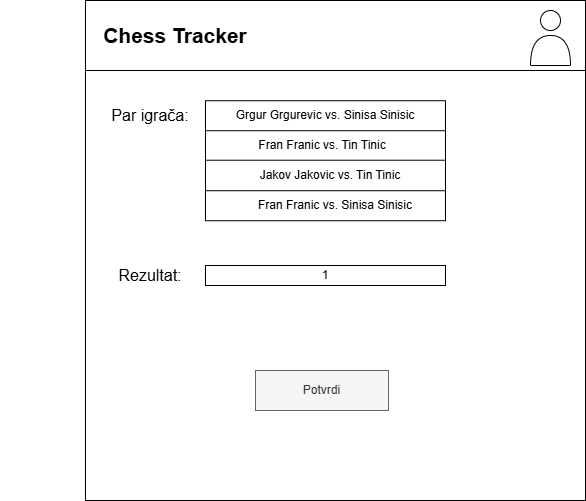 Chess Tracker
Par igrača:
Grgur Grgurevic vs. Sinisa Sinisic
Fran Franic vs. Tin Tinic
Jakov Jakovic vs. Tin Tinic
Fran Franic vs. Sinisa Sinisic
Rezultat:
1
Potvrdi